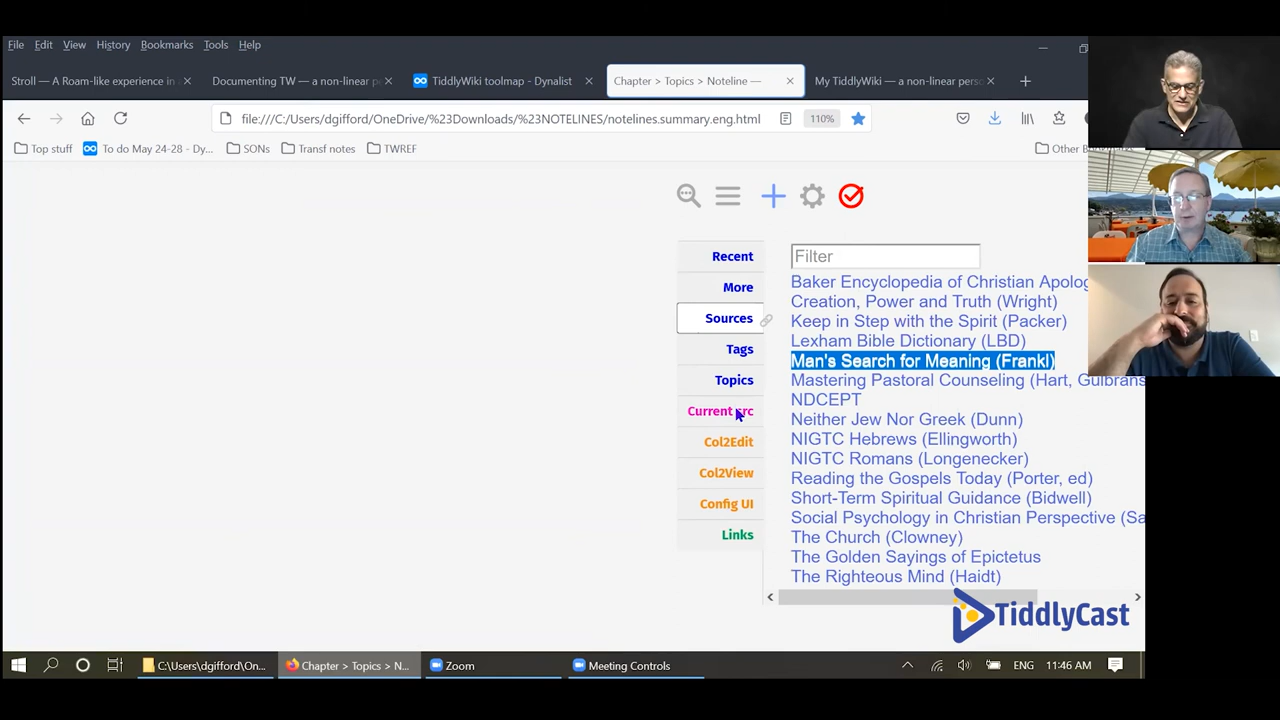 File Edit View History Bookmarks Tools Help
Stroll — A Roam-like experience in
Documenting TW — a non-linear pe
TiddlyWiki toolmap - Dynalist
Chapter > Topics > Noteline —
My TiddlyWiki — a non-linear perso
file:///C:/Users/dgifford/OneDrive/%23Downloads/%23NOTELINES/notelines.summary.eng.html 110%
Top stuff To do May 24-28 - Dy... SONs Transf notes TWREF Other Bookmarks
Recent
More
Sources
Tags
Topics
Current src
Col2Edit
Col2View
Config UI
Links
Filter
Baker Encyclopedia of Christian Apolog
Creation, Power and Truth (Wright)
Keep in Step with the Spirit (Packer)
Lexham Bible Dictionary (LBD)
Man's Search for Meaning (Frankl)
Mastering Pastoral Counseling (Hart, Gulbrans
NDCEPT
Neither Jew Nor Greek (Dunn)
NIGTC Hebrews (Ellingworth)
NIGTC Romans (Longenecker)
Reading the Gospels Today (Porter, ed)
Short-Term Spiritual Guidance (Bidwell)
Social Psychology in Christian Perspective (Sa
The Church (Clowney)
The Golden Sayings of Epictetus
The Righteous Mind (Haidt)
TiddlyCast
C:\Users\dgifford\On... Chapter > Topics > N... Zoom Meeting Controls ENG 11:46 AM